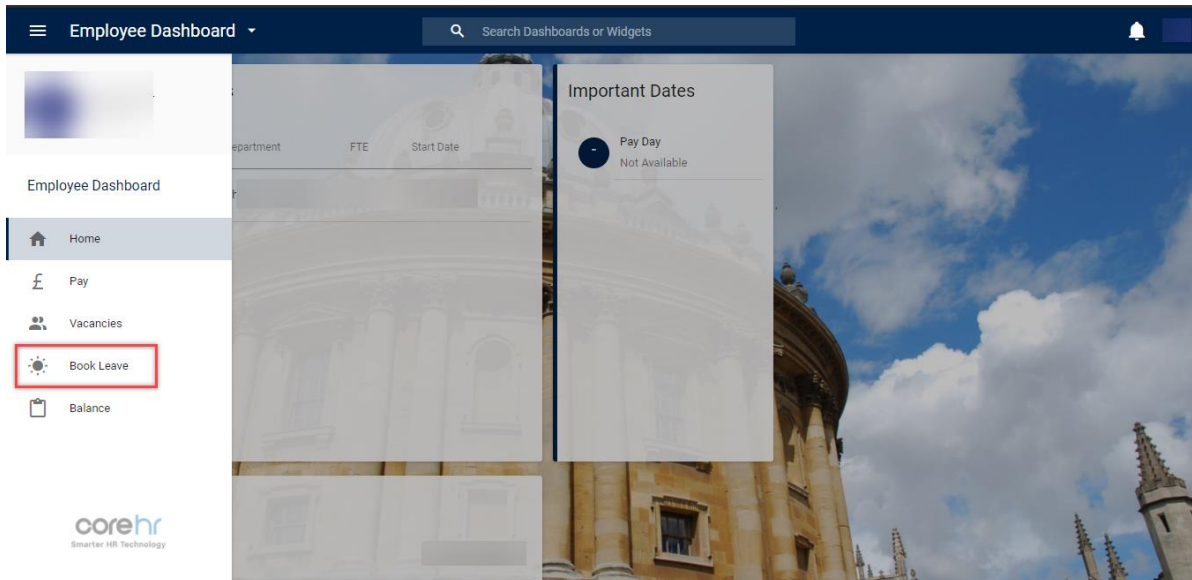 Employee Dashboard
Search Dashboards or Widgets
Employee Dashboard
Home
Pay
Vacancies
Book Leave
Balance
corehr
Smarter HR Technology
epartment FTE Start Date
Important Dates
-
Pay Day
Not Available